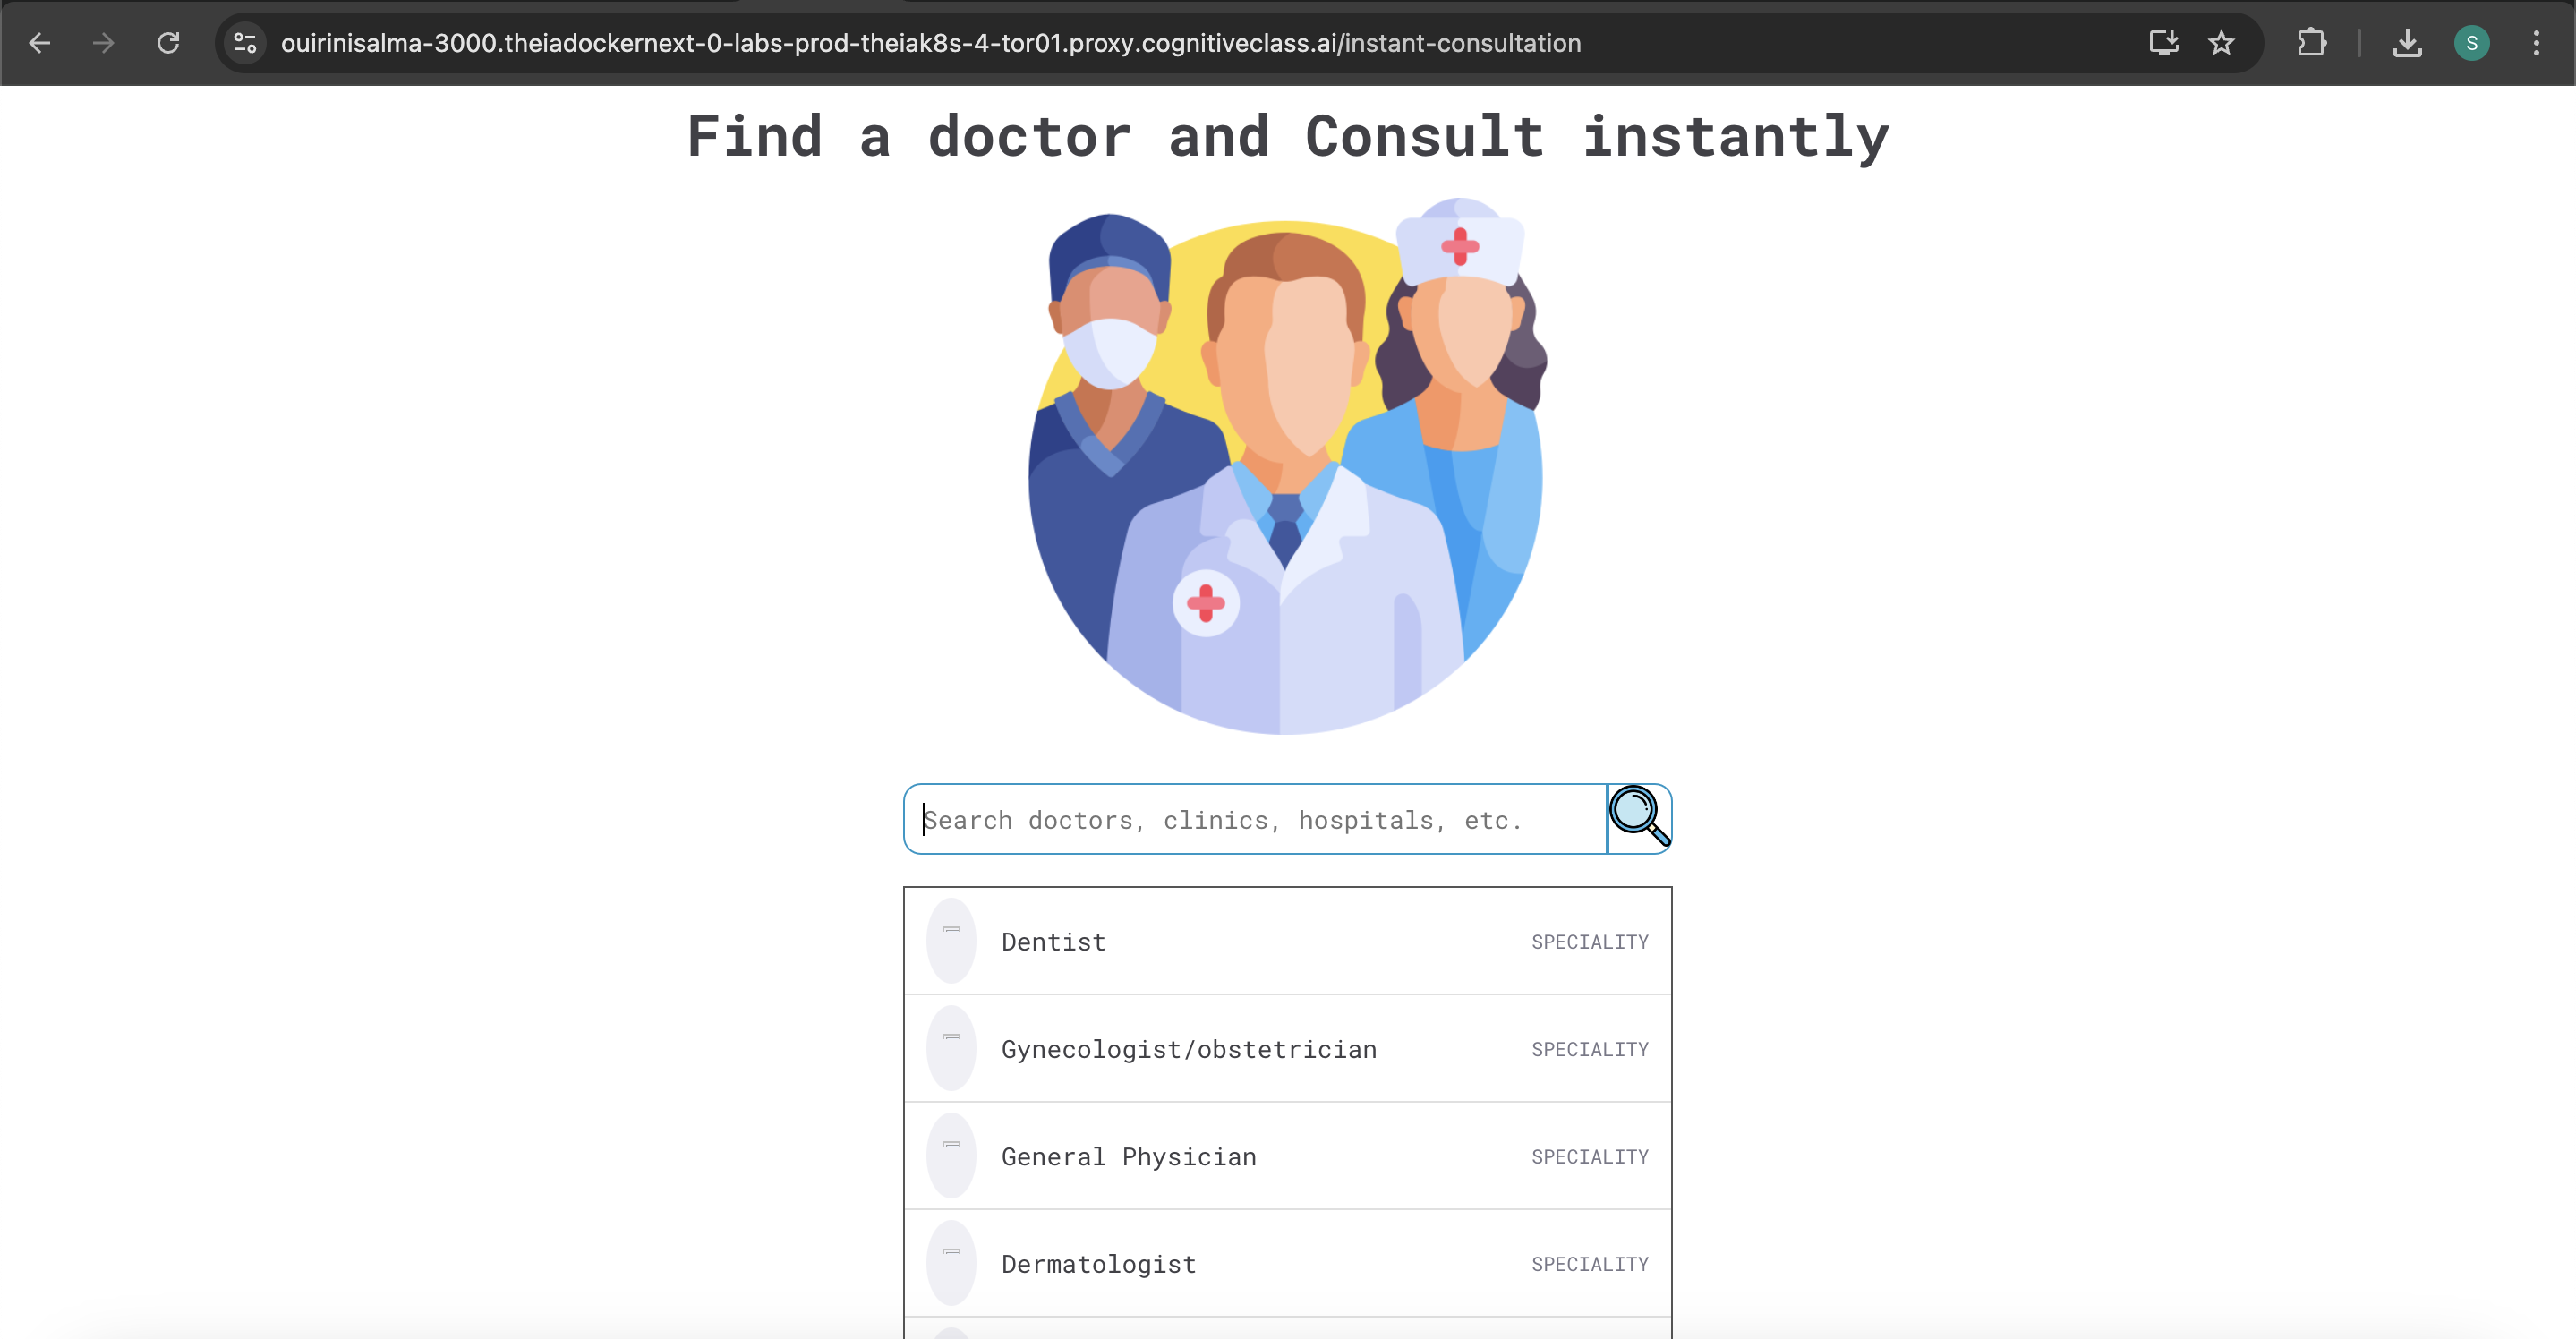 ouirinisalma-3000.theiadockernext-0-labs-prod-theiak8s-4-tor01.proxy.cognitiveclass.ai/instant-consultation
S
Find a doctor and Consult instantly
Search doctors, clinics, hospitals, etc.
Dentist SPECIALITY
Gynecologist/obstetrician SPECIALITY
General Physician SPECIALITY
Dermatologist SPECIALITY